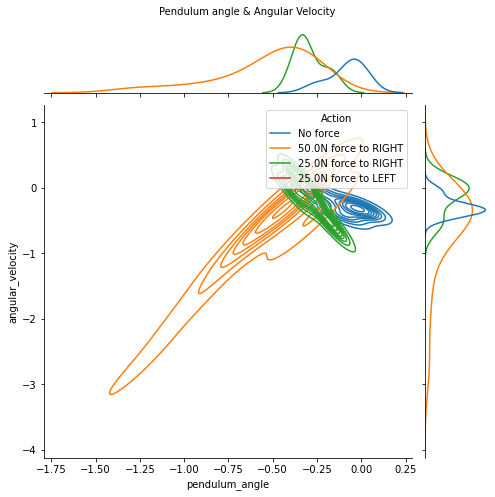 Pendulum angle & Angular Velocity
Action
No force
50.0N force to RIGHT
25.0N force to RIGHT
25.0N force to LEFT
1
0
−1
−2
−3
−4
angular_velocity
−1.75 −1.50 −1.25 −1.00 −0.75 −0.50 −0.25 0.00 0.25
pendulum_angle